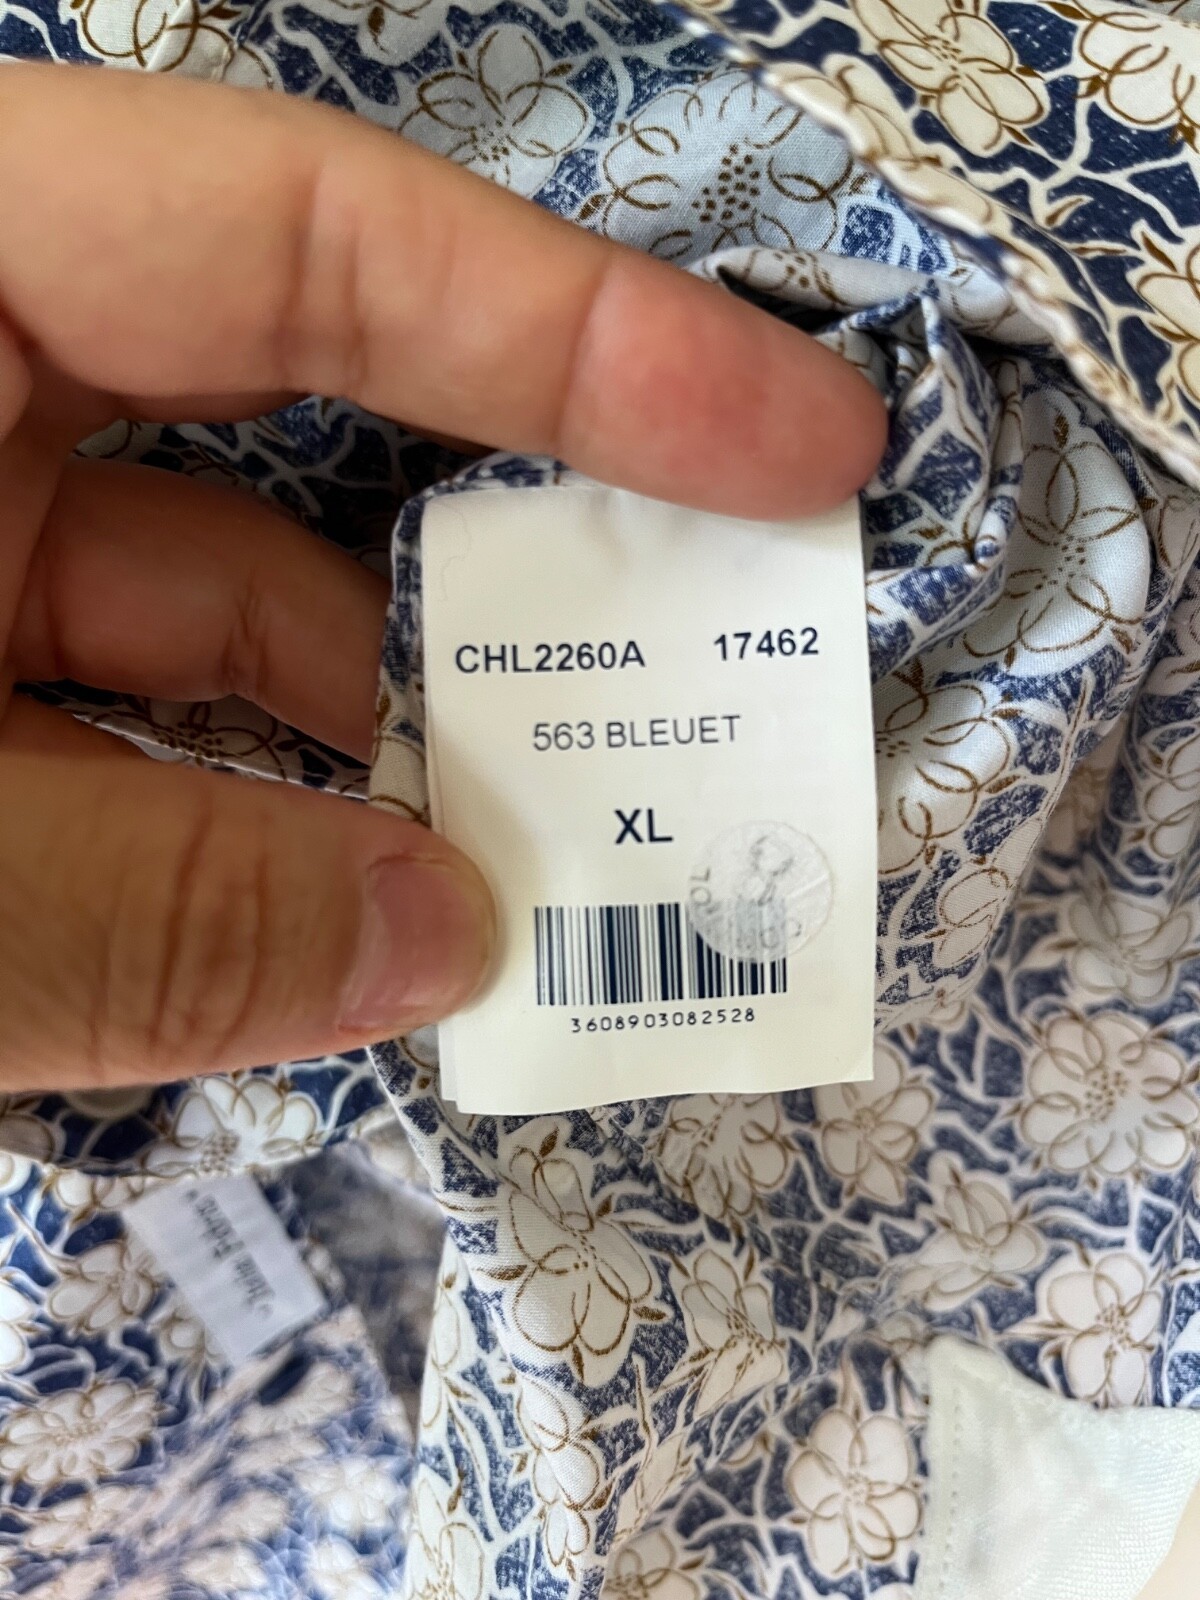 CHL2260A 17462
563 BLEUET
XL
3608903082528